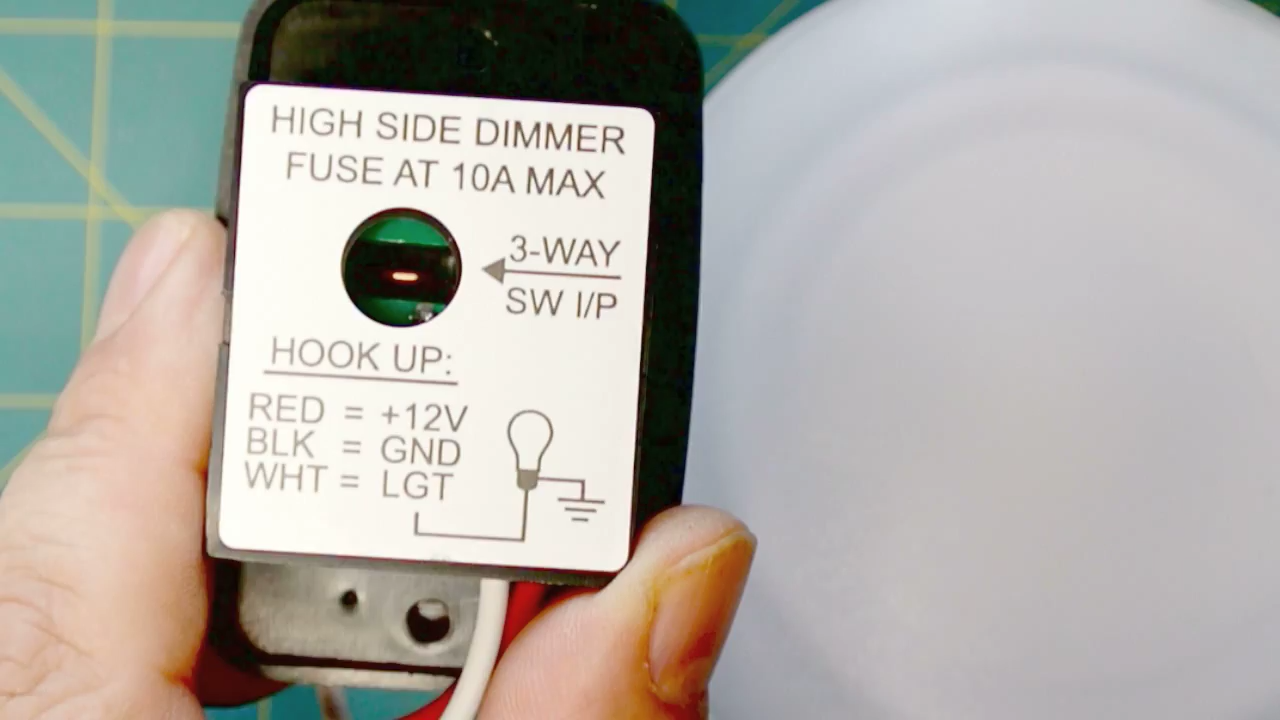 HIGH SIDE DIMMER
FUSE AT 10A MAX
3-WAY
SW I/P
HOOK UP:
RED = +12V
BLK = GND
WHT = LGT